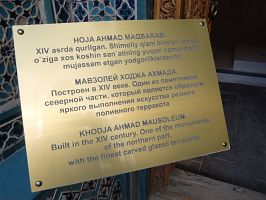 HOJA AHMAD MAQBARASI.
XIV asrda qurilgan. Shimoliy qism binolari ichida
o'ziga xos koshin san'atining yuqori namunalarini
mujassam etgan yodgorliklardandir.
МАВЗОЛЕЙ ХОДЖА АХМАДА.
Построен в XIV веке. Один из памятников
северной части, который является образцом
яркого выполнения искусства резного
поливного терракота
KHODJA AHMAD MAUSOLEUM.
Built in the XIV century. One of the monuments
of the northern part,
with the finest carved glazed terracotta.